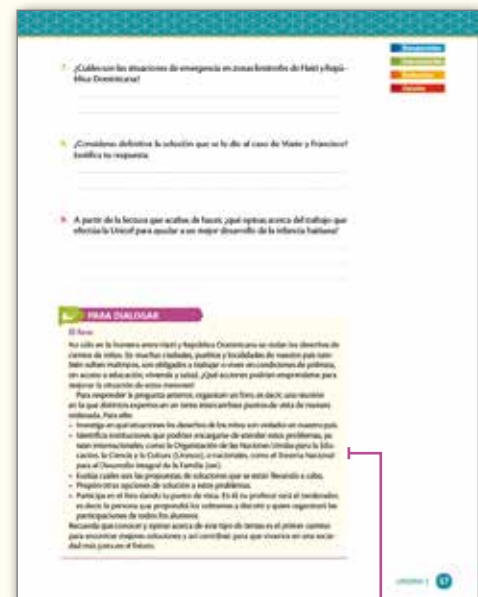 7. ¿Cuáles son las situaciones de emergencia en zonas limítrofes de Haití y Repú-
blica Dominicana?
8. ¿Consideras definitiva la solución que se le dio al caso de Wante y Francisco?
Justifica tu respuesta.
9. A partir de la lectura que acabas de hacer, ¿qué opinas acerca del trabajo que
efectúa la Unicef para ayudar a un mejor desarrollo de la infancia haitiana?
PARA DIALOGAR
El foro
No sólo en la frontera entre Haití y República Dominicana se violan los derechos de
cientos de niños. En muchas ciudades, pueblos y localidades de nuestro país tam-
bién sufren maltratos, son obligados a trabajar o viven en condiciones de pobreza,
sin acceso a educación, vivienda y salud. ¿Qué acciones podrían emprenderse para
mejorar la situación de estos menores?
Para responder la pregunta anterior, organicen un foro, es decir, una reunión
en la que distintos expertos en un tema intercambian puntos de vista de manera
ordenada. Para ello:
• Investiga en qué situaciones los derechos de los niños son violados en nuestro país.
• Identifica instituciones que podrían encargarse de atender estos problemas, ya
sean internacionales, como la Organización de las Naciones Unidas para la Edu-
cación, la Ciencia y la Cultura (Unesco), o nacionales, como el Sistema Nacional
para el Desarrollo Integral de la Familia (DIF).
• Evalúa cuáles son las propuestas de soluciones que se están llevando a cabo.
• Propón otras opciones de solución a estos problemas.
• Participa en el foro dando tu punto de vista. En él tu profesor será el moderador,
es decir, la persona que propondrá los subtemas a discutir y quien organizará las
participaciones de todos los alumnos.
Recuerda que conocer y opinar acerca de este tipo de temas es el primer camino
para encontrar mejores soluciones y así contribuir para que vivamos en una socie-
dad más justa en el futuro.
57